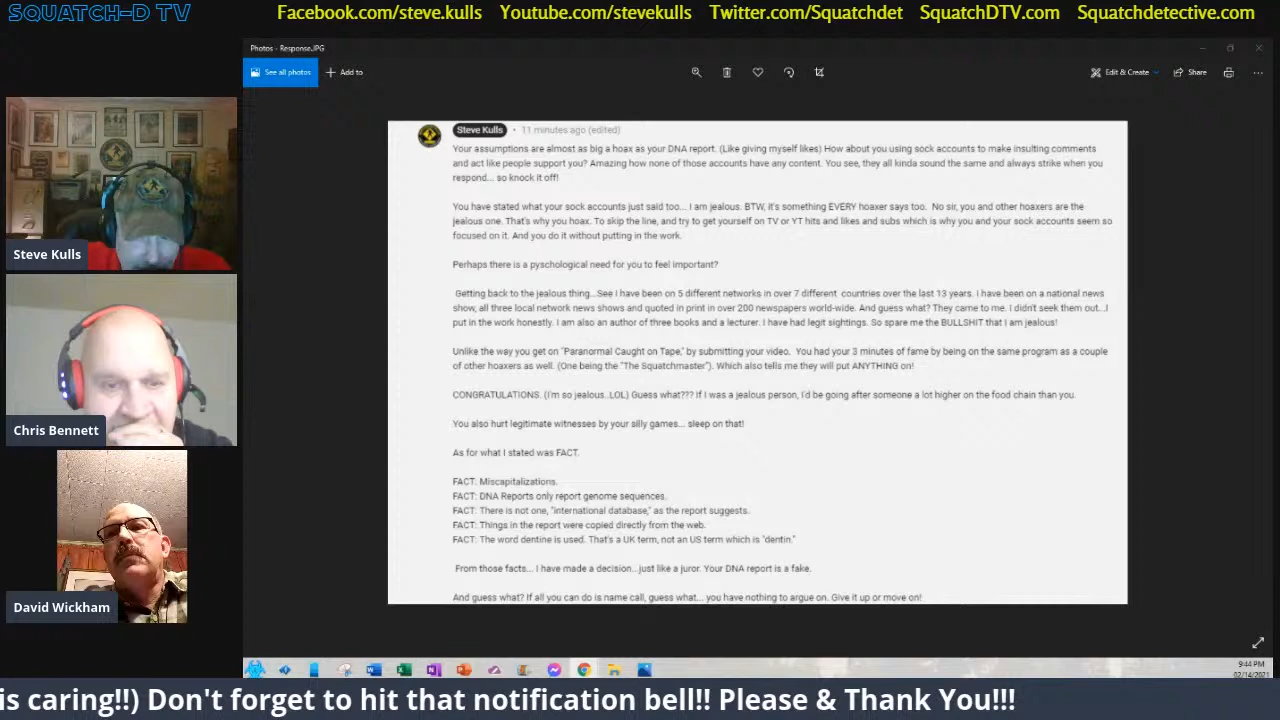 SQUATCH-D TV
Facebook.com/steve.kulls Youtube.com/stevekulls Twitter.com/Squatchdet SquatchDTV.com Squatchdetective.com
Photos - Response.JPG
See all photos
Add to
Edit & Create
Share
Steve Kulls
Chris Bennett
David Wickham
Steve Kulls • 11 minutes ago (edited)
Your assumptions are almost as big a hoax as your DNA report. (Like giving myself likes) How about you using sock accounts to make insulting comments
and act like people support you? Amazing how none of those accounts have any content. You see, they all kinda sound the same and always strike when you
respond... so knock it off!
You have stated what your sock accounts just said too... I am jealous. BTW, it's something EVERY hoaxer says too. No sir, you and other hoaxers are the
jealous one. That's why you hoax. To skip the line, and try to get yourself on TV or YT hits and likes and subs which is why you and your sock accounts seem so
focused on it. And you do it without putting in the work.
Perhaps there is a pyschological need for you to feel important?
Getting back to the jealous thing...See I have been on 5 different networks in over 7 different countries over the last 13 years. I have been on a national news
show, all three local network news shows and quoted in print in over 200 newspapers world-wide. And guess what? They came to me. I didn't seek them out...I
put in the work honestly. I am also an author of three books and a lecturer. I have had legit sightings. So spare me the BULLSHIT that I am jealous!
Unlike the way you get on "Paranormal Caught on Tape," by submitting your video. You had your 3 minutes of fame by being on the same program as a couple
of other hoaxers as well. (One being the "The Squatchmaster"). Which also tells me they will put ANYTHING on!
CONGRATULATIONS. (I'm so jealous..LOL) Guess what??? If I was a jealous person, I'd be going after someone a lot higher on the food chain than you.
You also hurt legitimate witnesses by your silly games... sleep on that!
As for what I stated was FACT.
FACT: Miscapitalizations.
FACT: DNA Reports only report genome sequences.
FACT: There is not one, "international database," as the report suggests.
FACT: Things in the report were copied directly from the web.
FACT: The word dentine is used. That's a UK term, not an US term which is "dentin."
From those facts... I have made a decision...just like a juror. Your DNA report is a fake.
And guess what? If all you can do is name call, guess what... you have nothing to argue on. Give it up or move on!
9:44 PM
02/14/2021
is caring!!) Don't forget to hit that notification bell!! Please & Thank You!!!